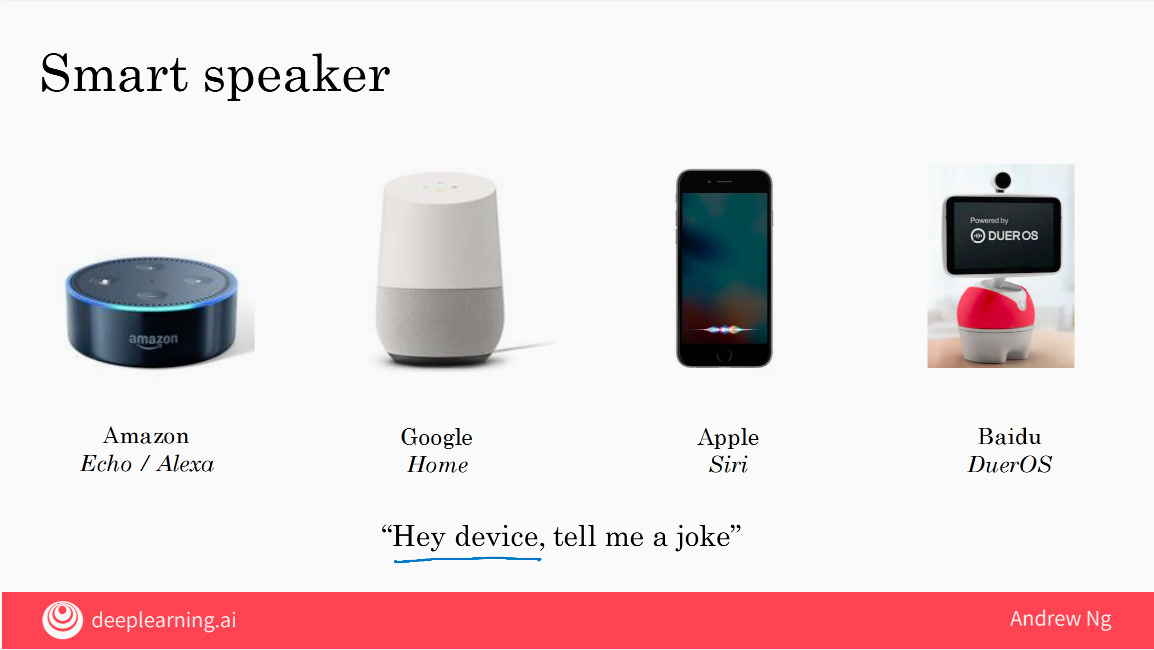 Smart speaker
amazon
Powered by
DUER OS
Amazon
Echo / Alexa
Google
Home
Apple
Siri
Baidu
DuerOS
“Hey device, tell me a joke”
deeplearning.ai
Andrew Ng